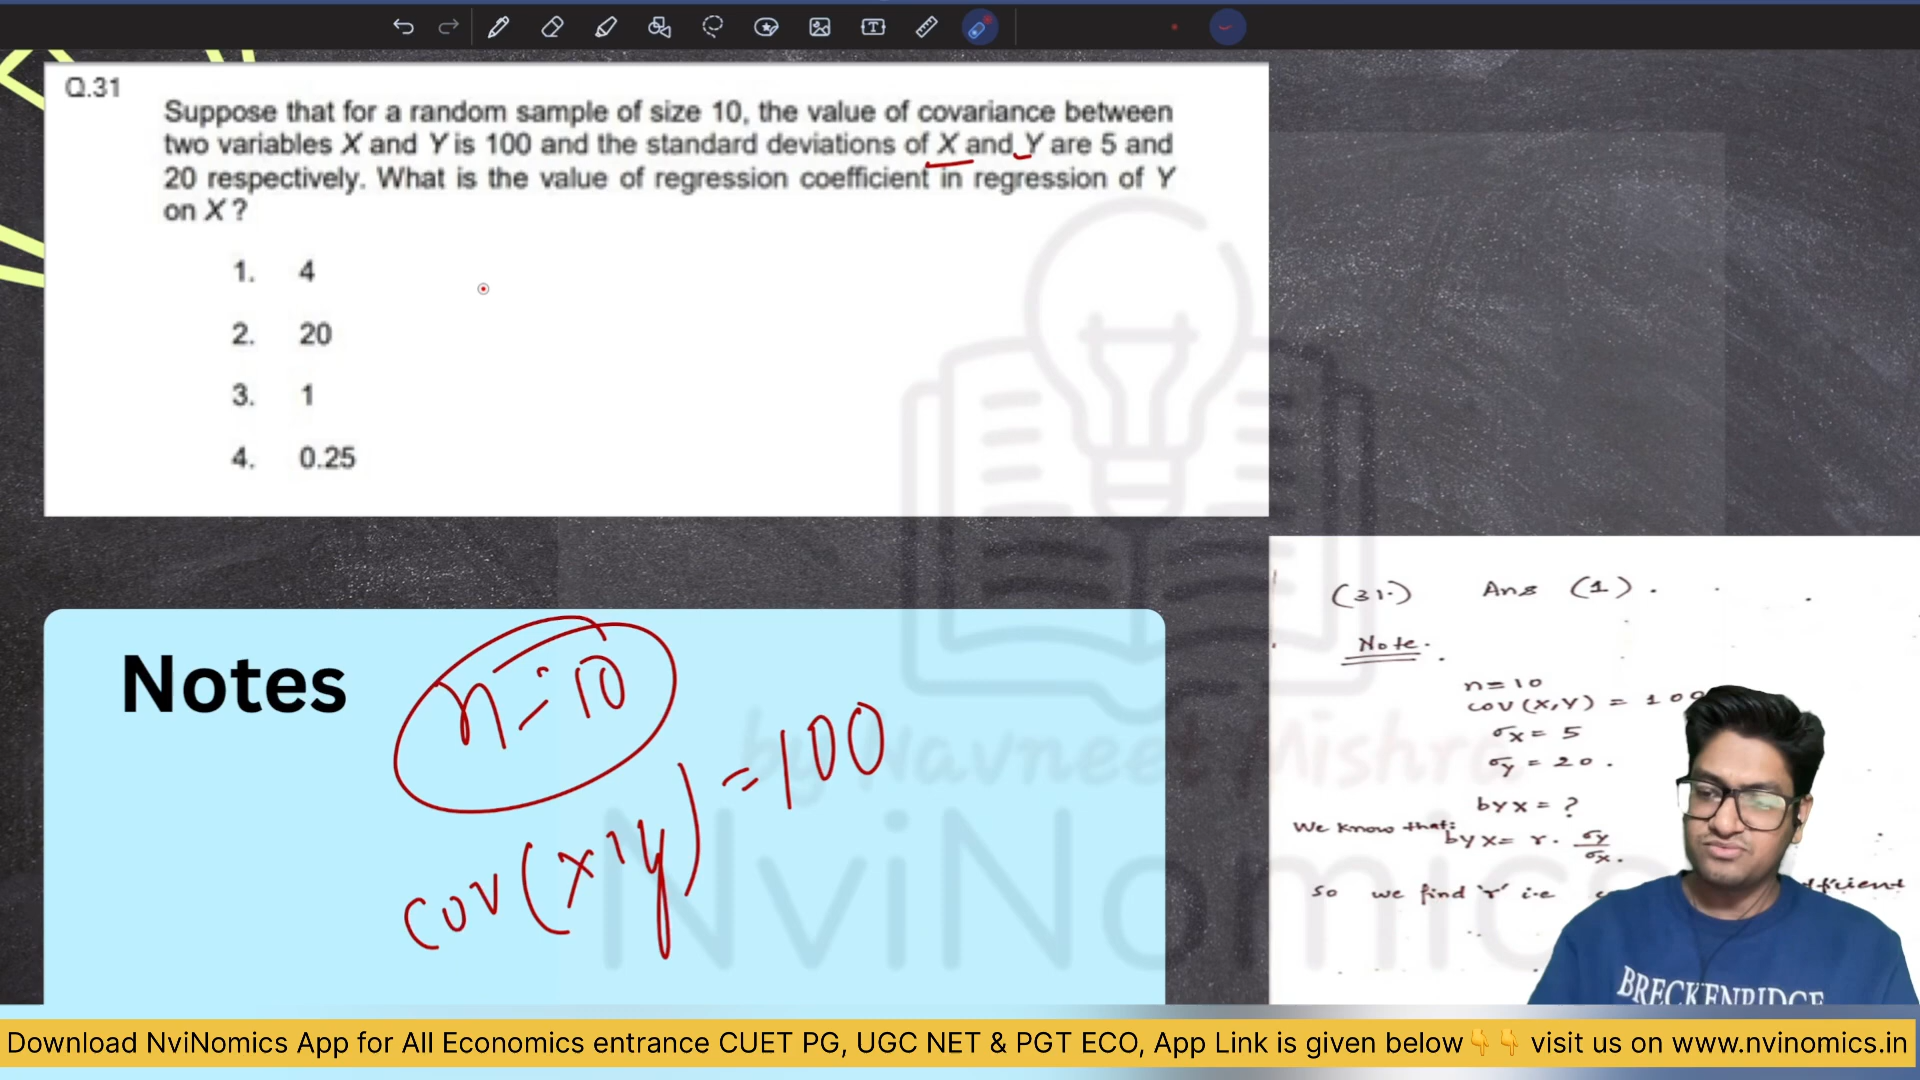 Q.31
Suppose that for a random sample of size 10, the value of covariance between
two variables X and Y is 100 and the standard deviations of X and Y are 5 and
20 respectively. What is the value of regression coefficient in regression of Y
on X ?
1. 4
2. 20
3. 1
4. 0.25
Notes
n=10
cov(x,y)=100
by Navneet Mishra
NviNomics
(31.) Ans (1).
Note.
n=10
cov(X,Y) = 100
σx = 5
σy = 20.
byx = ?
We know that:
byx = r. σy/σx.
So we find 'r' i.e
BRECKENRIDGE
Download NviNomics App for All Economics entrance CUET PG, UGC NET & PGT ECO, App Link is given below👇👇 visit us on www.nvinomics.in